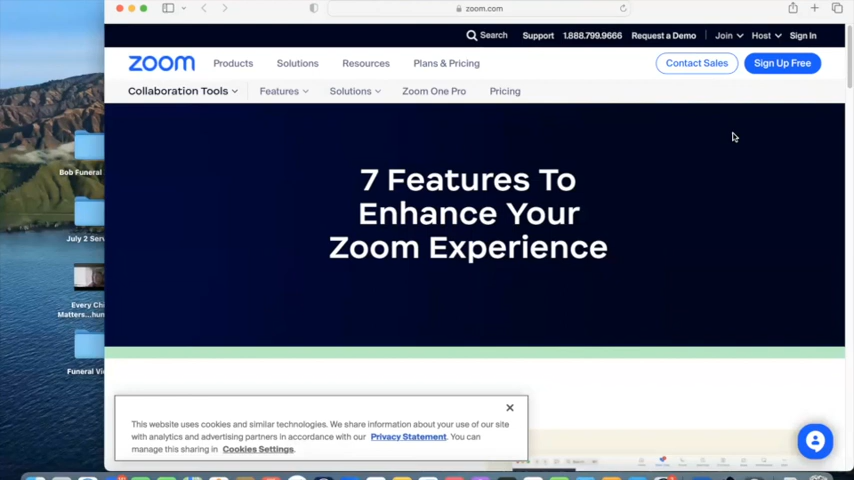 zoom.com
Search Support 1.888.799.9666 Request a Demo Join Host Sign In
zoom Products Solutions Resources Plans & Pricing Contact Sales Sign Up Free
Collaboration Tools Features Solutions Zoom One Pro Pricing
7 Features To
Enhance Your
Zoom Experience
Bob Funeral
July 2 Serv
Every Chi
Matters...hun
Funeral Vi
This website uses cookies and similar technologies. We share information about your use of our site
with analytics and advertising partners in accordance with our Privacy Statement. You can
manage this sharing in Cookies Settings.